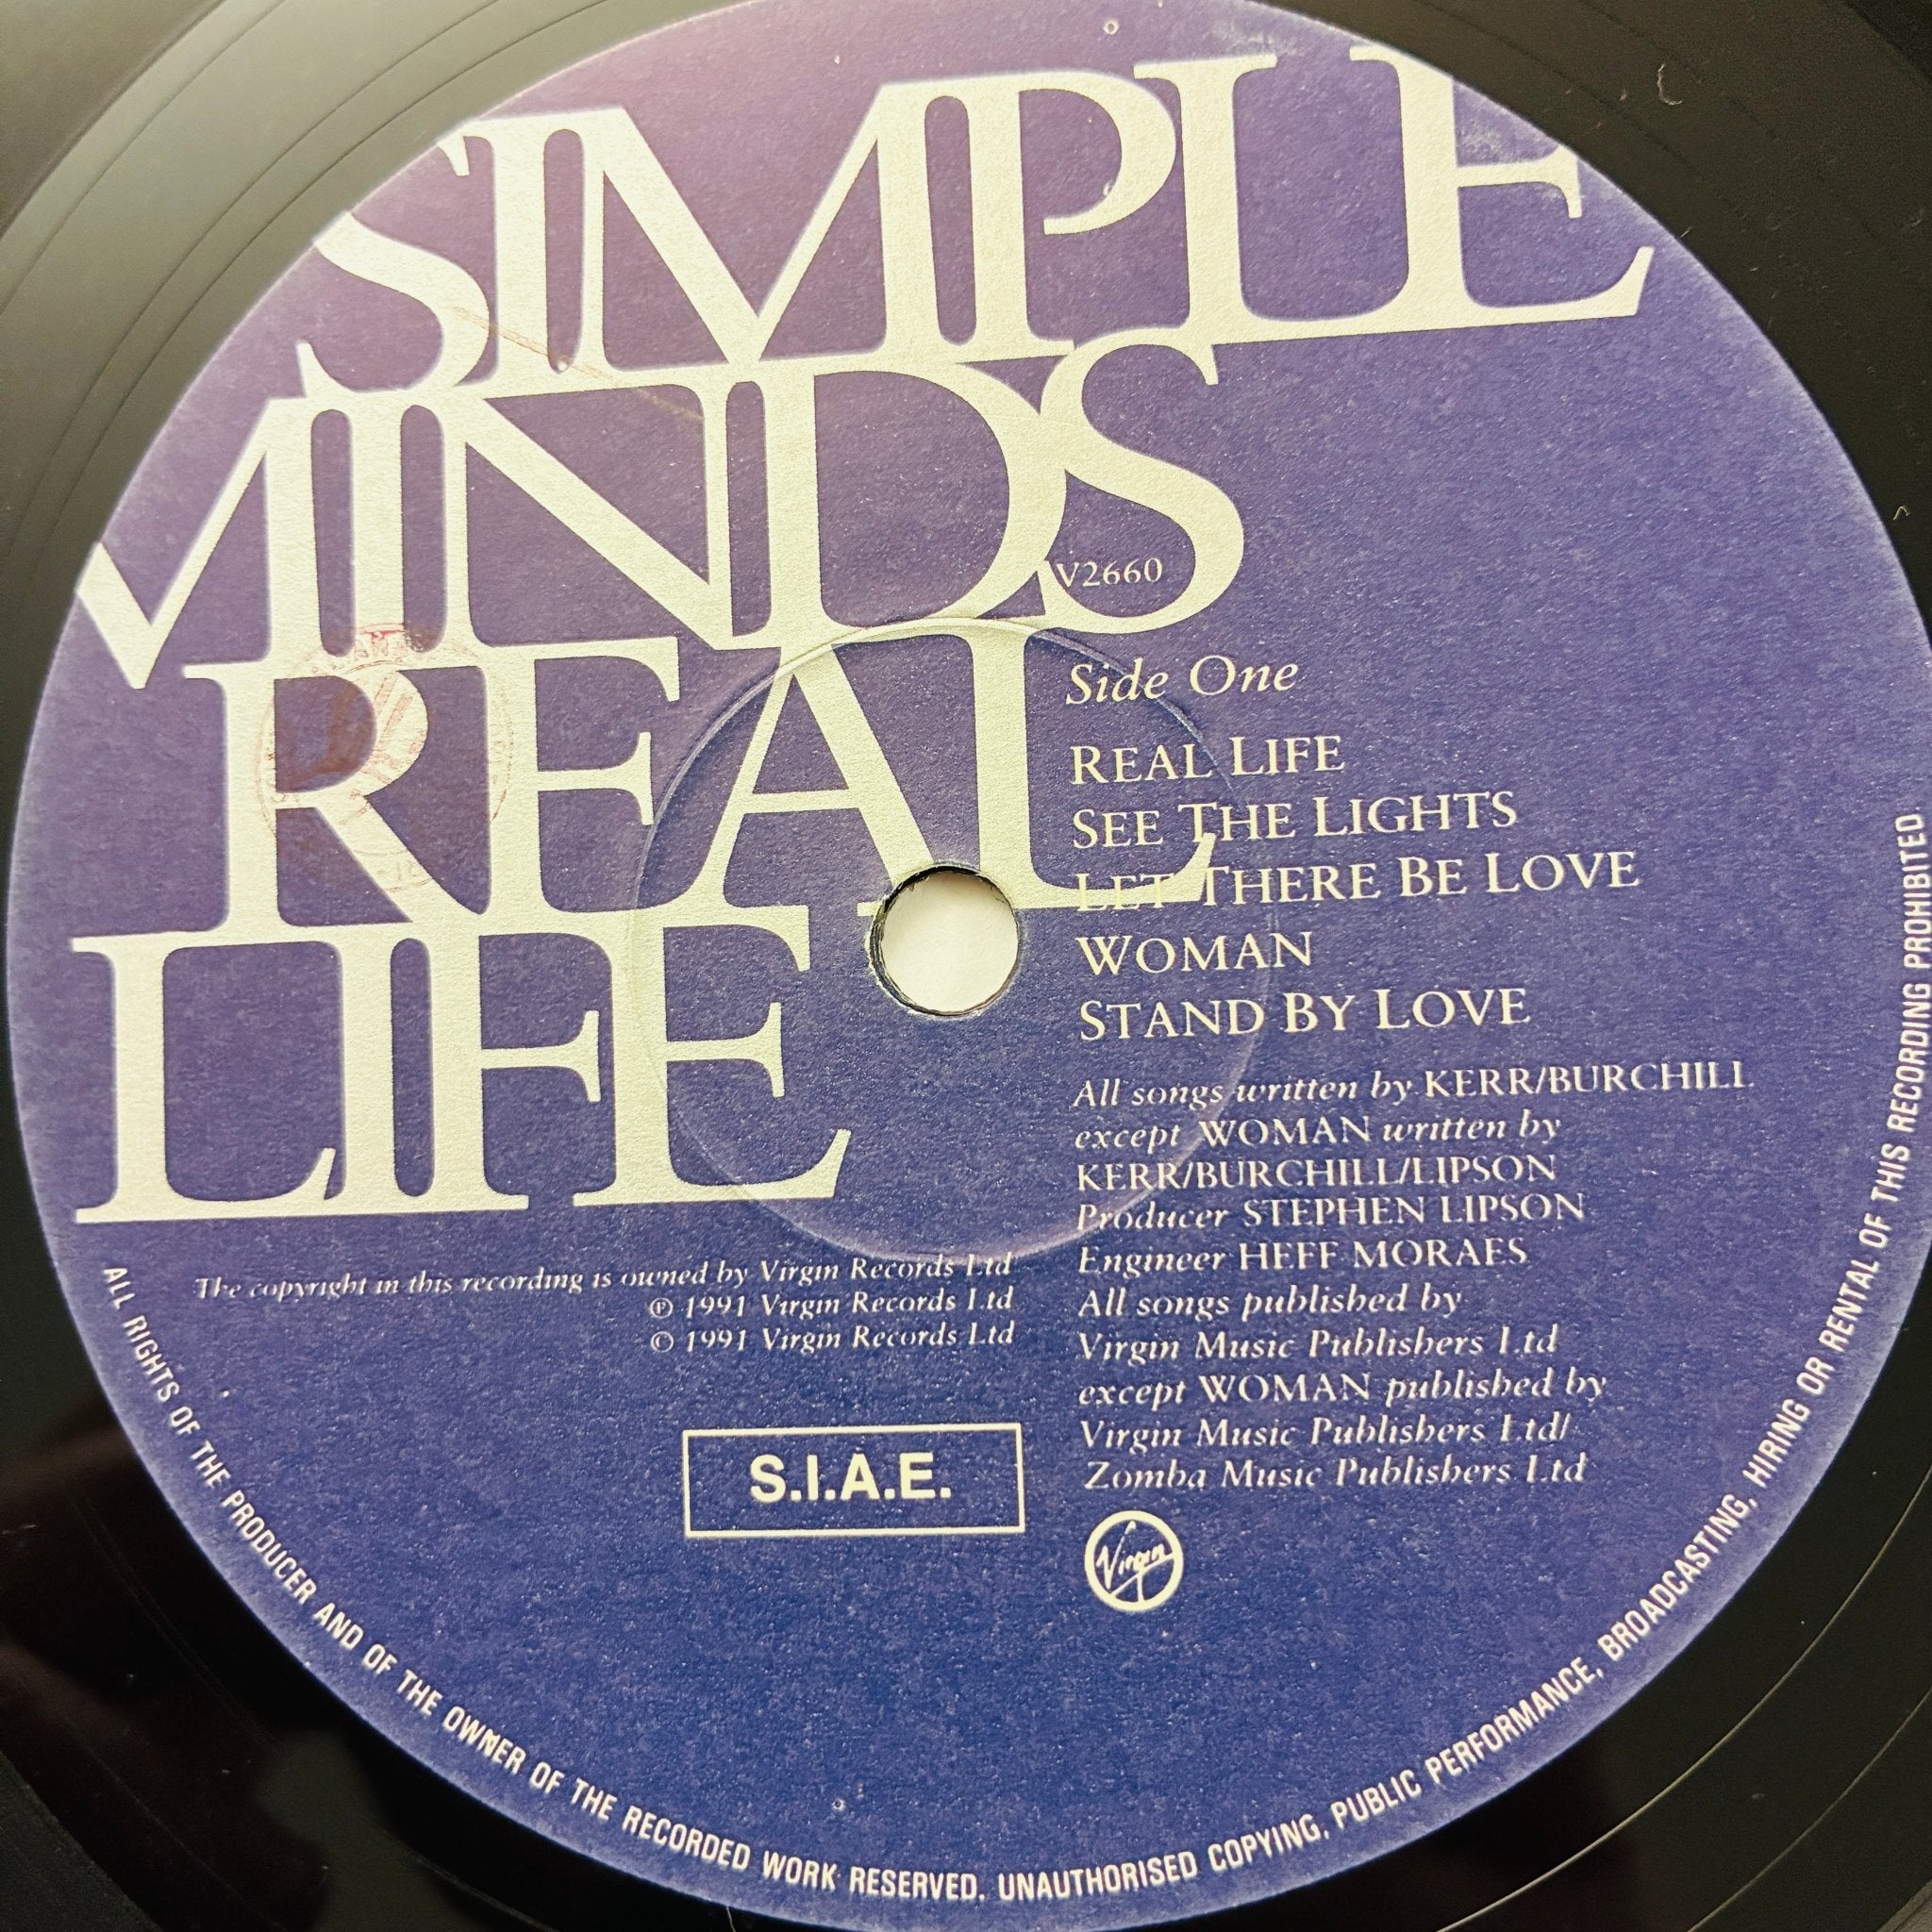 SIMPLE
MINDS
REAL
LIFE
V2660
Side One
REAL LIFE
SEE THE LIGHTS
LET THERE BE LOVE
WOMAN
STAND BY LOVE
All songs written by KERR/BURCHILL
except WOMAN written by
KERR/BURCHILL/LIPSON
Producer STEPHEN LIPSON
Engineer HEFF MORAES
All songs published by
Virgin Music Publishers Ltd
except WOMAN published by
Virgin Music Publishers Ltd/
Zomba Music Publishers Ltd
Virgin
The copyright in this recording is owned by Virgin Records Ltd
℗ 1991 Virgin Records Ltd
© 1991 Virgin Records Ltd
S.I.A.E.
ALL RIGHTS OF THE PRODUCER AND OF THE OWNER OF THE RECORDED WORK RESERVED. UNAUTHORISED COPYING, PUBLIC PERFORMANCE, BROADCASTING, HIRING OR RENTAL OF THIS RECORDING PROHIBITED.